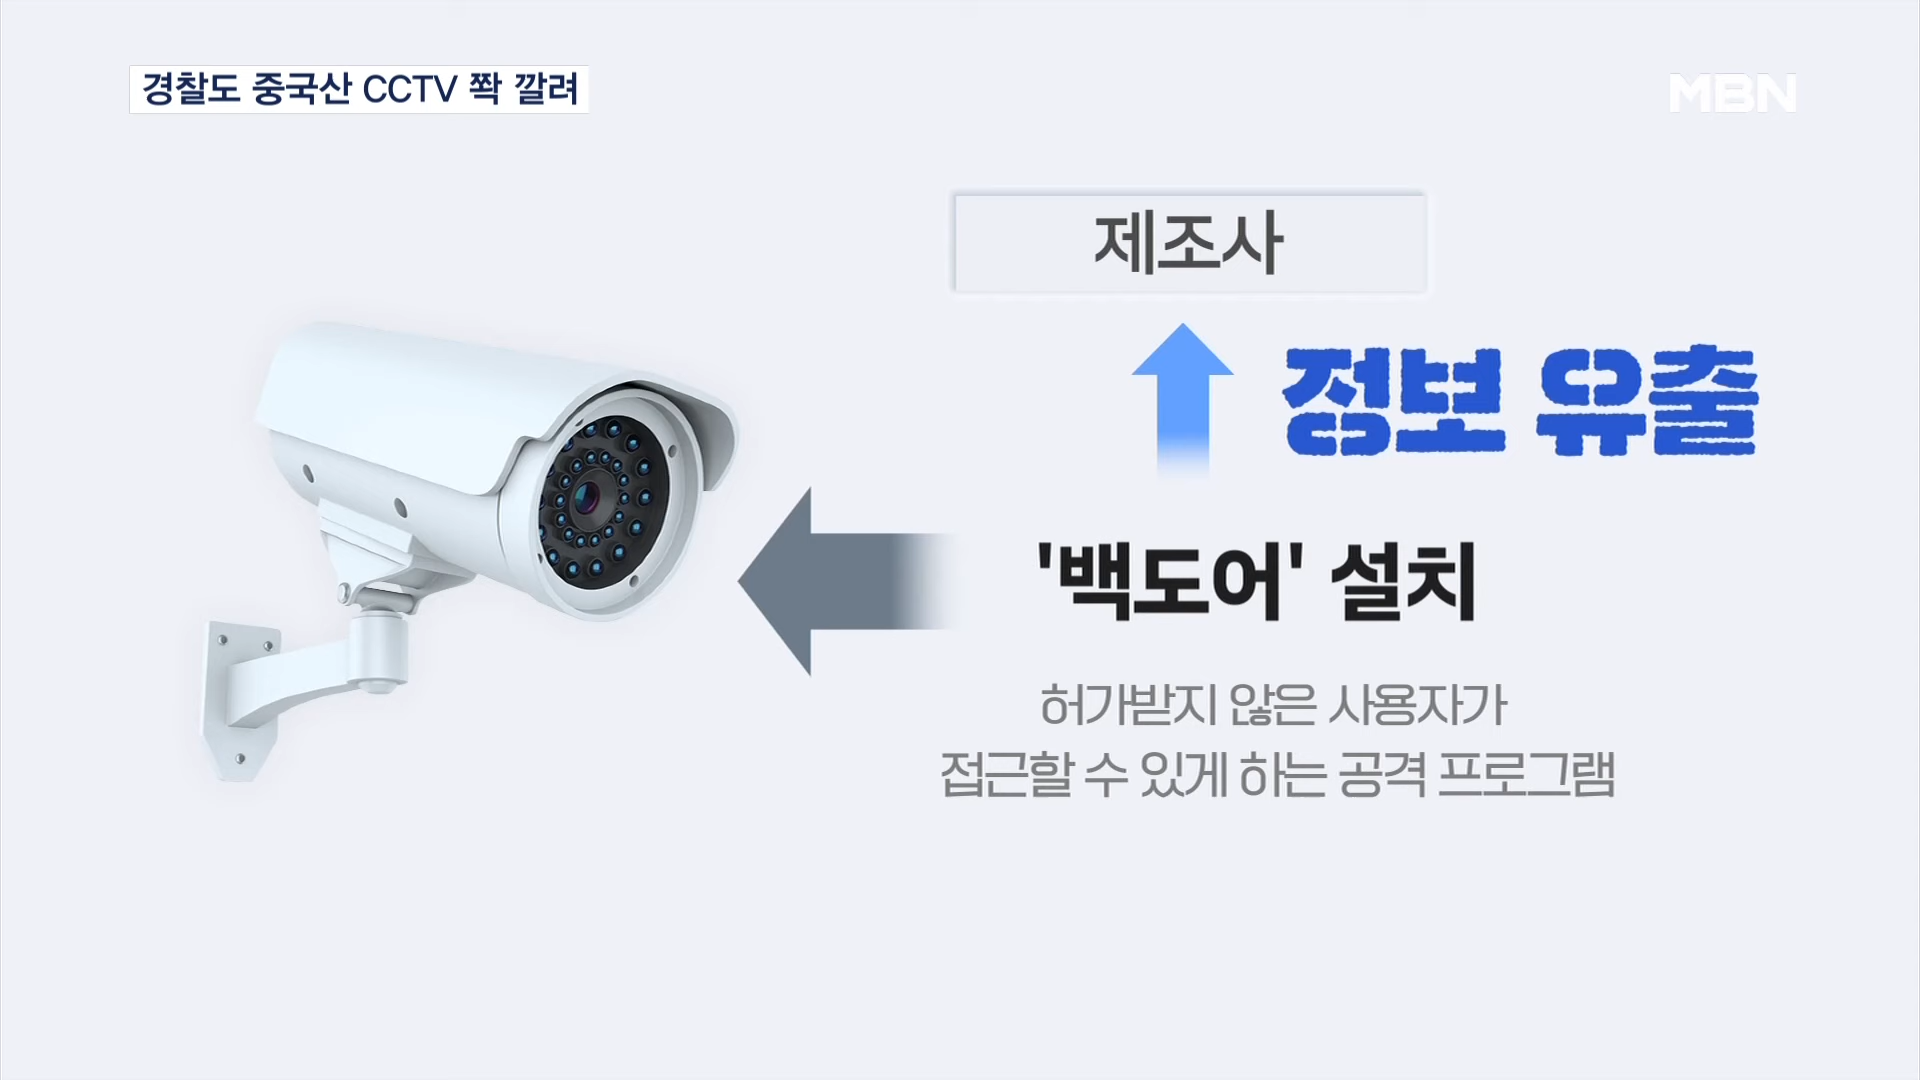 경찰도 중국산 CCTV 쫙 깔려
MBN
제조사
정보 유출
'백도어' 설치
허가받지 않은 사용자가
접근할 수 있게 하는 공격 프로그램